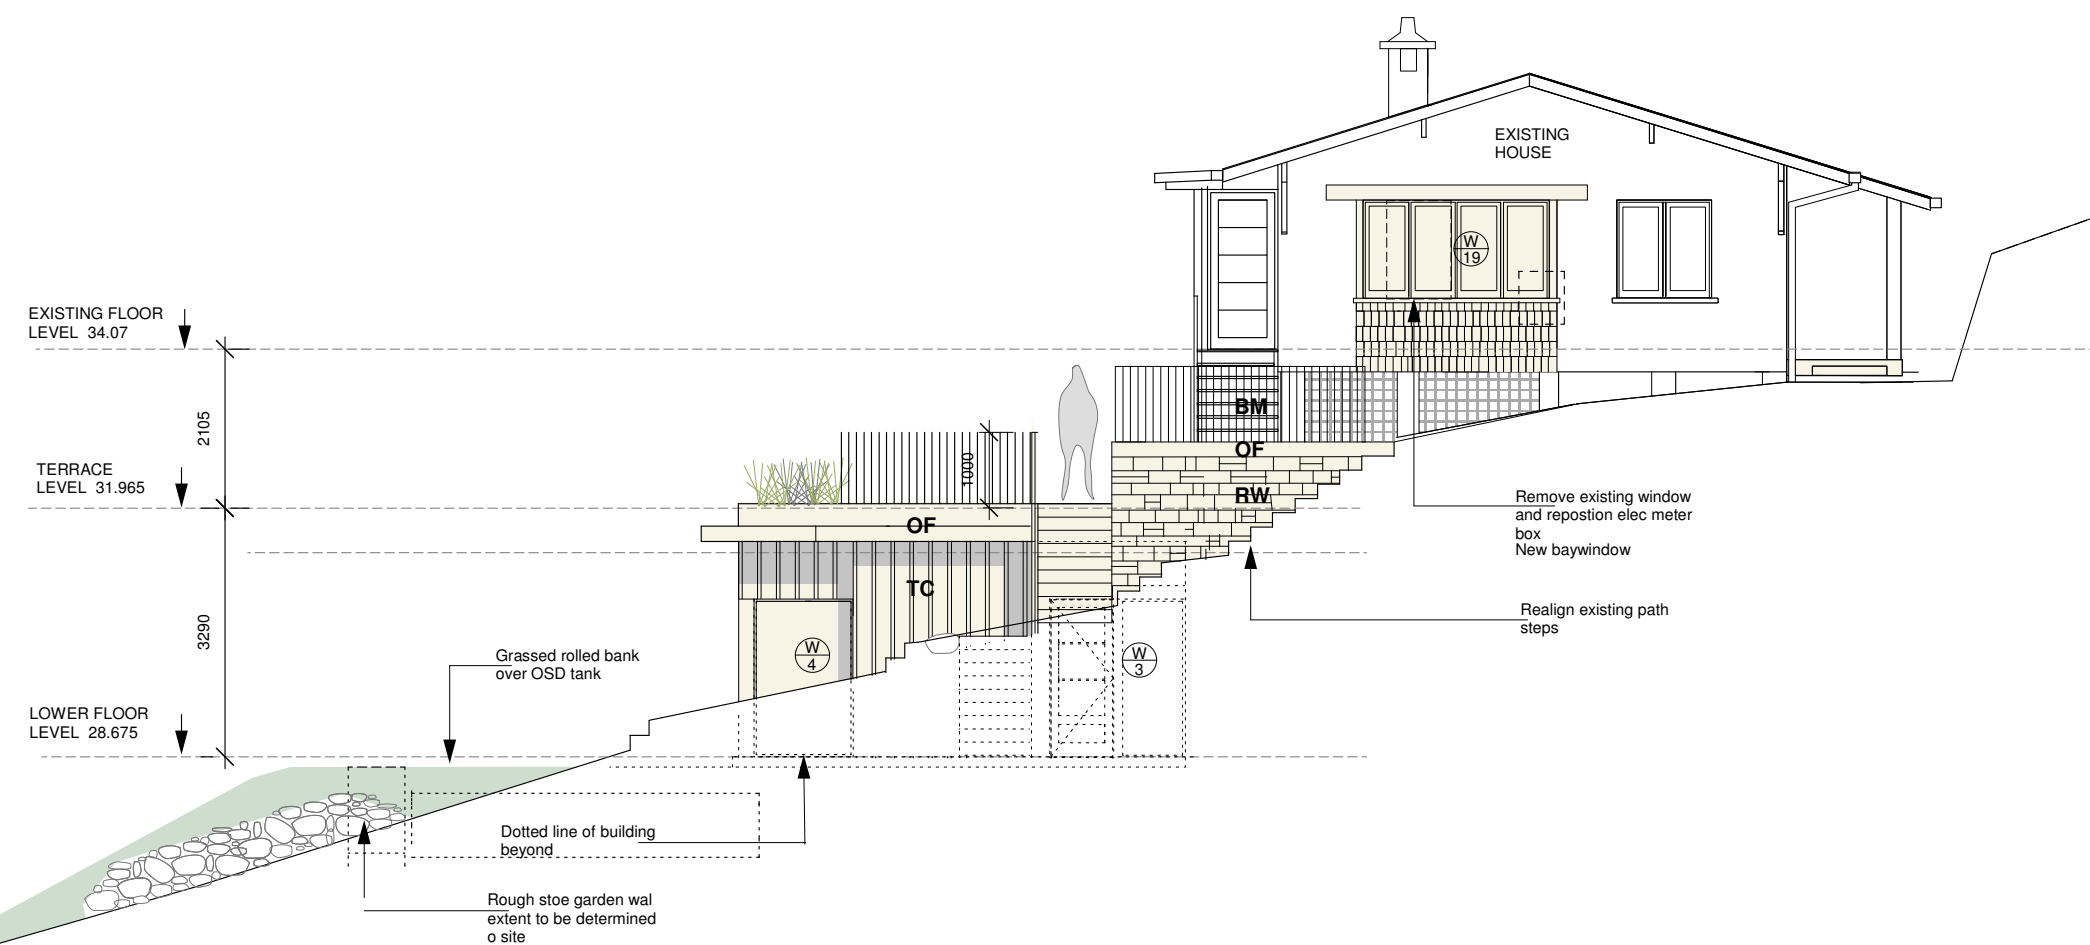 EXISTING
HOUSE
W
19
EXISTING FLOOR
LEVEL 34.07
2105
BM
OF
1000
TERRACE
LEVEL 31.965
RW
Remove existing window
and repostion elec meter
box
New baywindow
OF
TC
3290
Realign existing path
steps
W
4
W
3
Grassed rolled bank
over OSD tank
LOWER FLOOR
LEVEL 28.675
Dotted line of building
beyond
Rough stoe garden wal
extent to be determined
o site